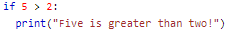 if 5 > 2:
  print("Five is greater than two!")